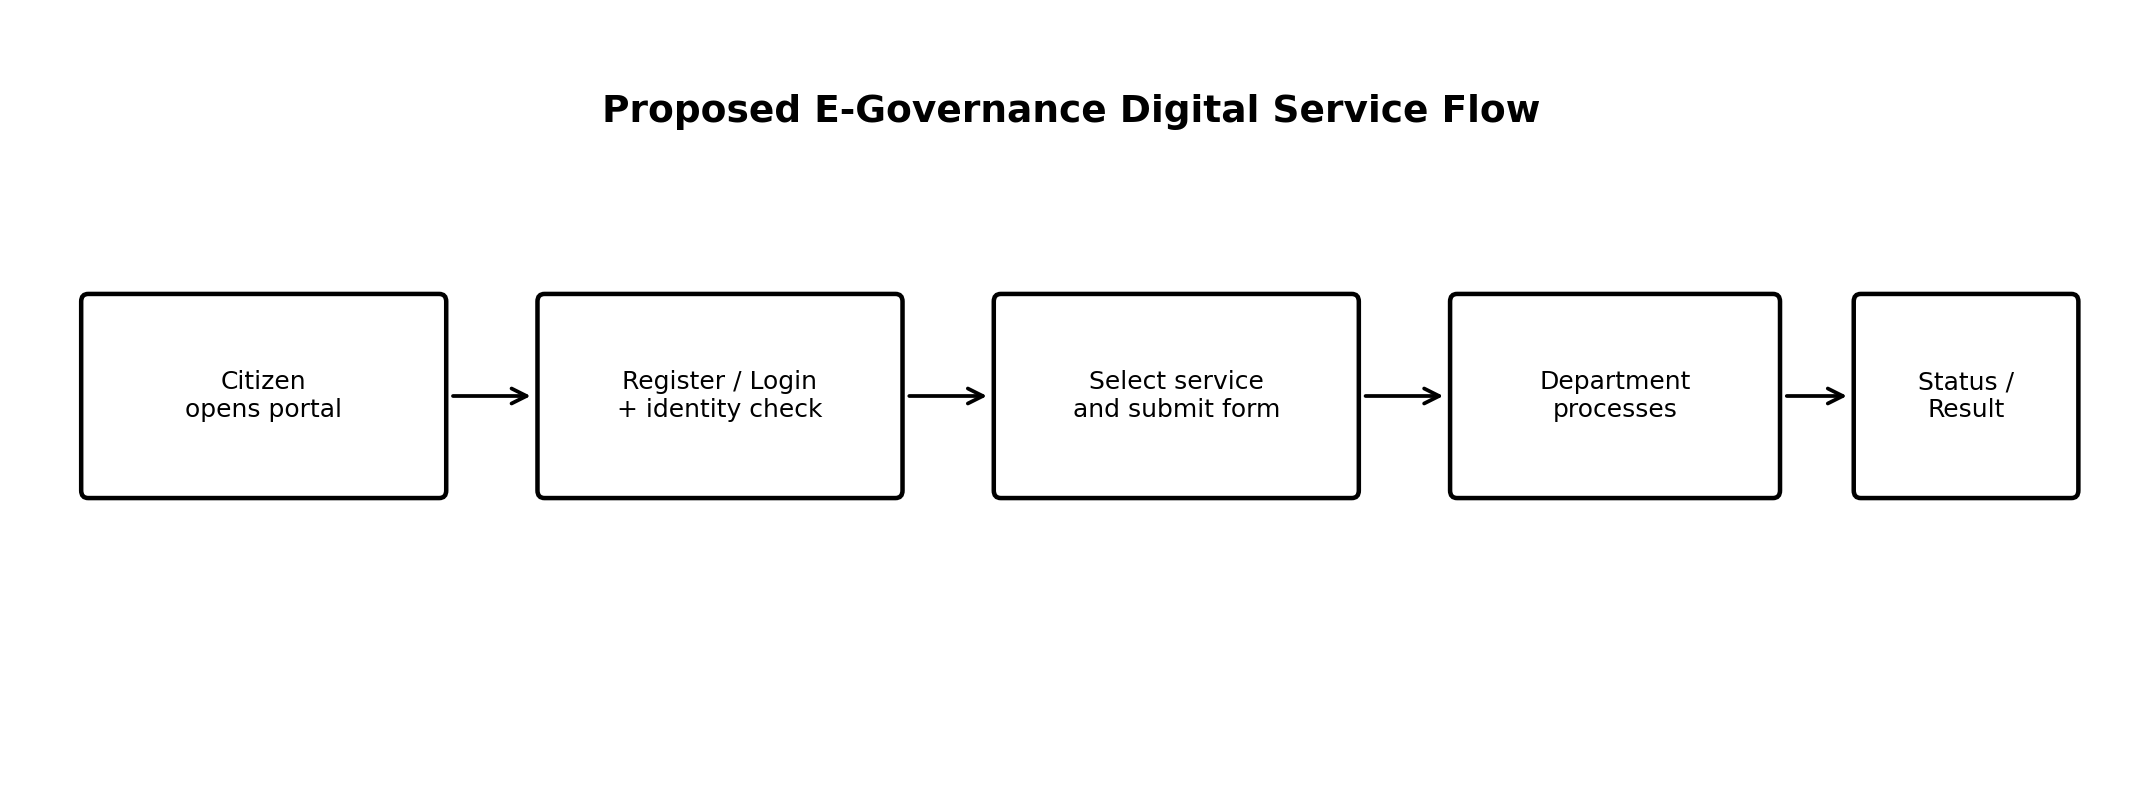 Proposed E-Governance Digital Service Flow
Citizen
opens portal
Register / Login
+ identity check
Select service
and submit form
Department
processes
Status /
Result